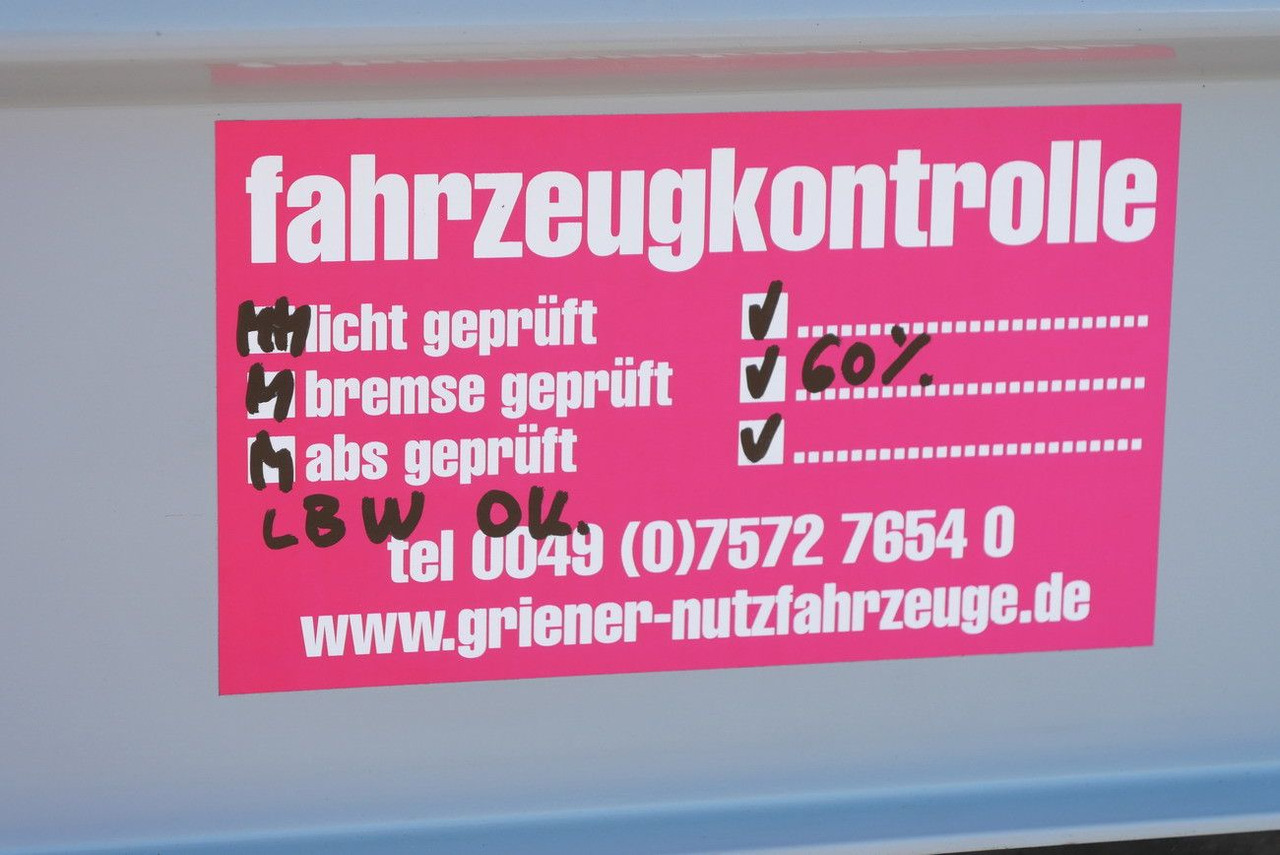 fahrzeugkontrolle
licht geprüft
bremse geprüft 60%
abs geprüft
LBW OK.
tel 0049 (0)7572 7654 0
www.griener-nutzfahrzeuge.de